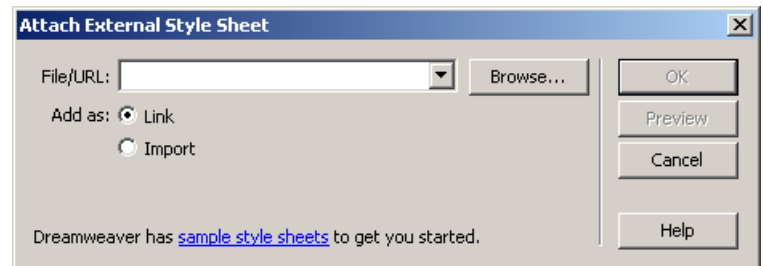 Attach External Style Sheet
File/URL:
Browse...
OK
Add as:
Link
Preview
Import
Cancel
Dreamweaver has sample style sheets to get you started.
Help